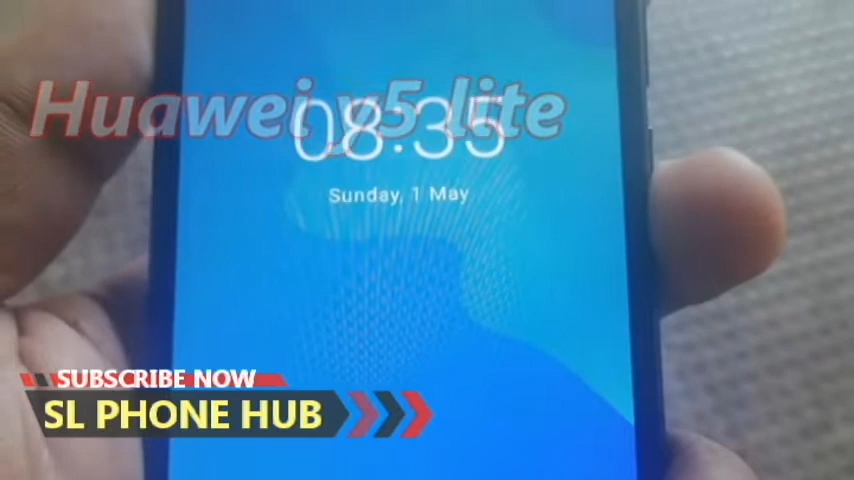 Huawei y5 lite
08:35
Sunday, 1 May
SUBSCRIBE NOW
SL PHONE HUB